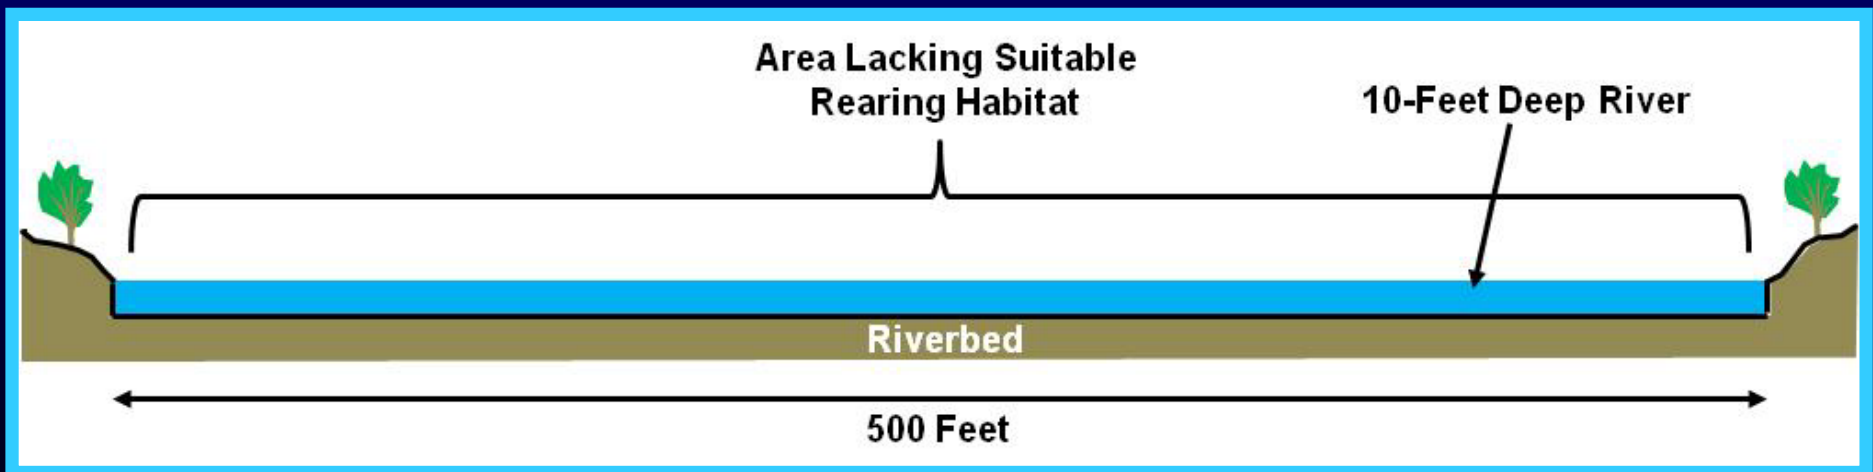 Area Lacking Suitable
Rearing Habitat
10-Feet Deep River
Riverbed
500 Feet